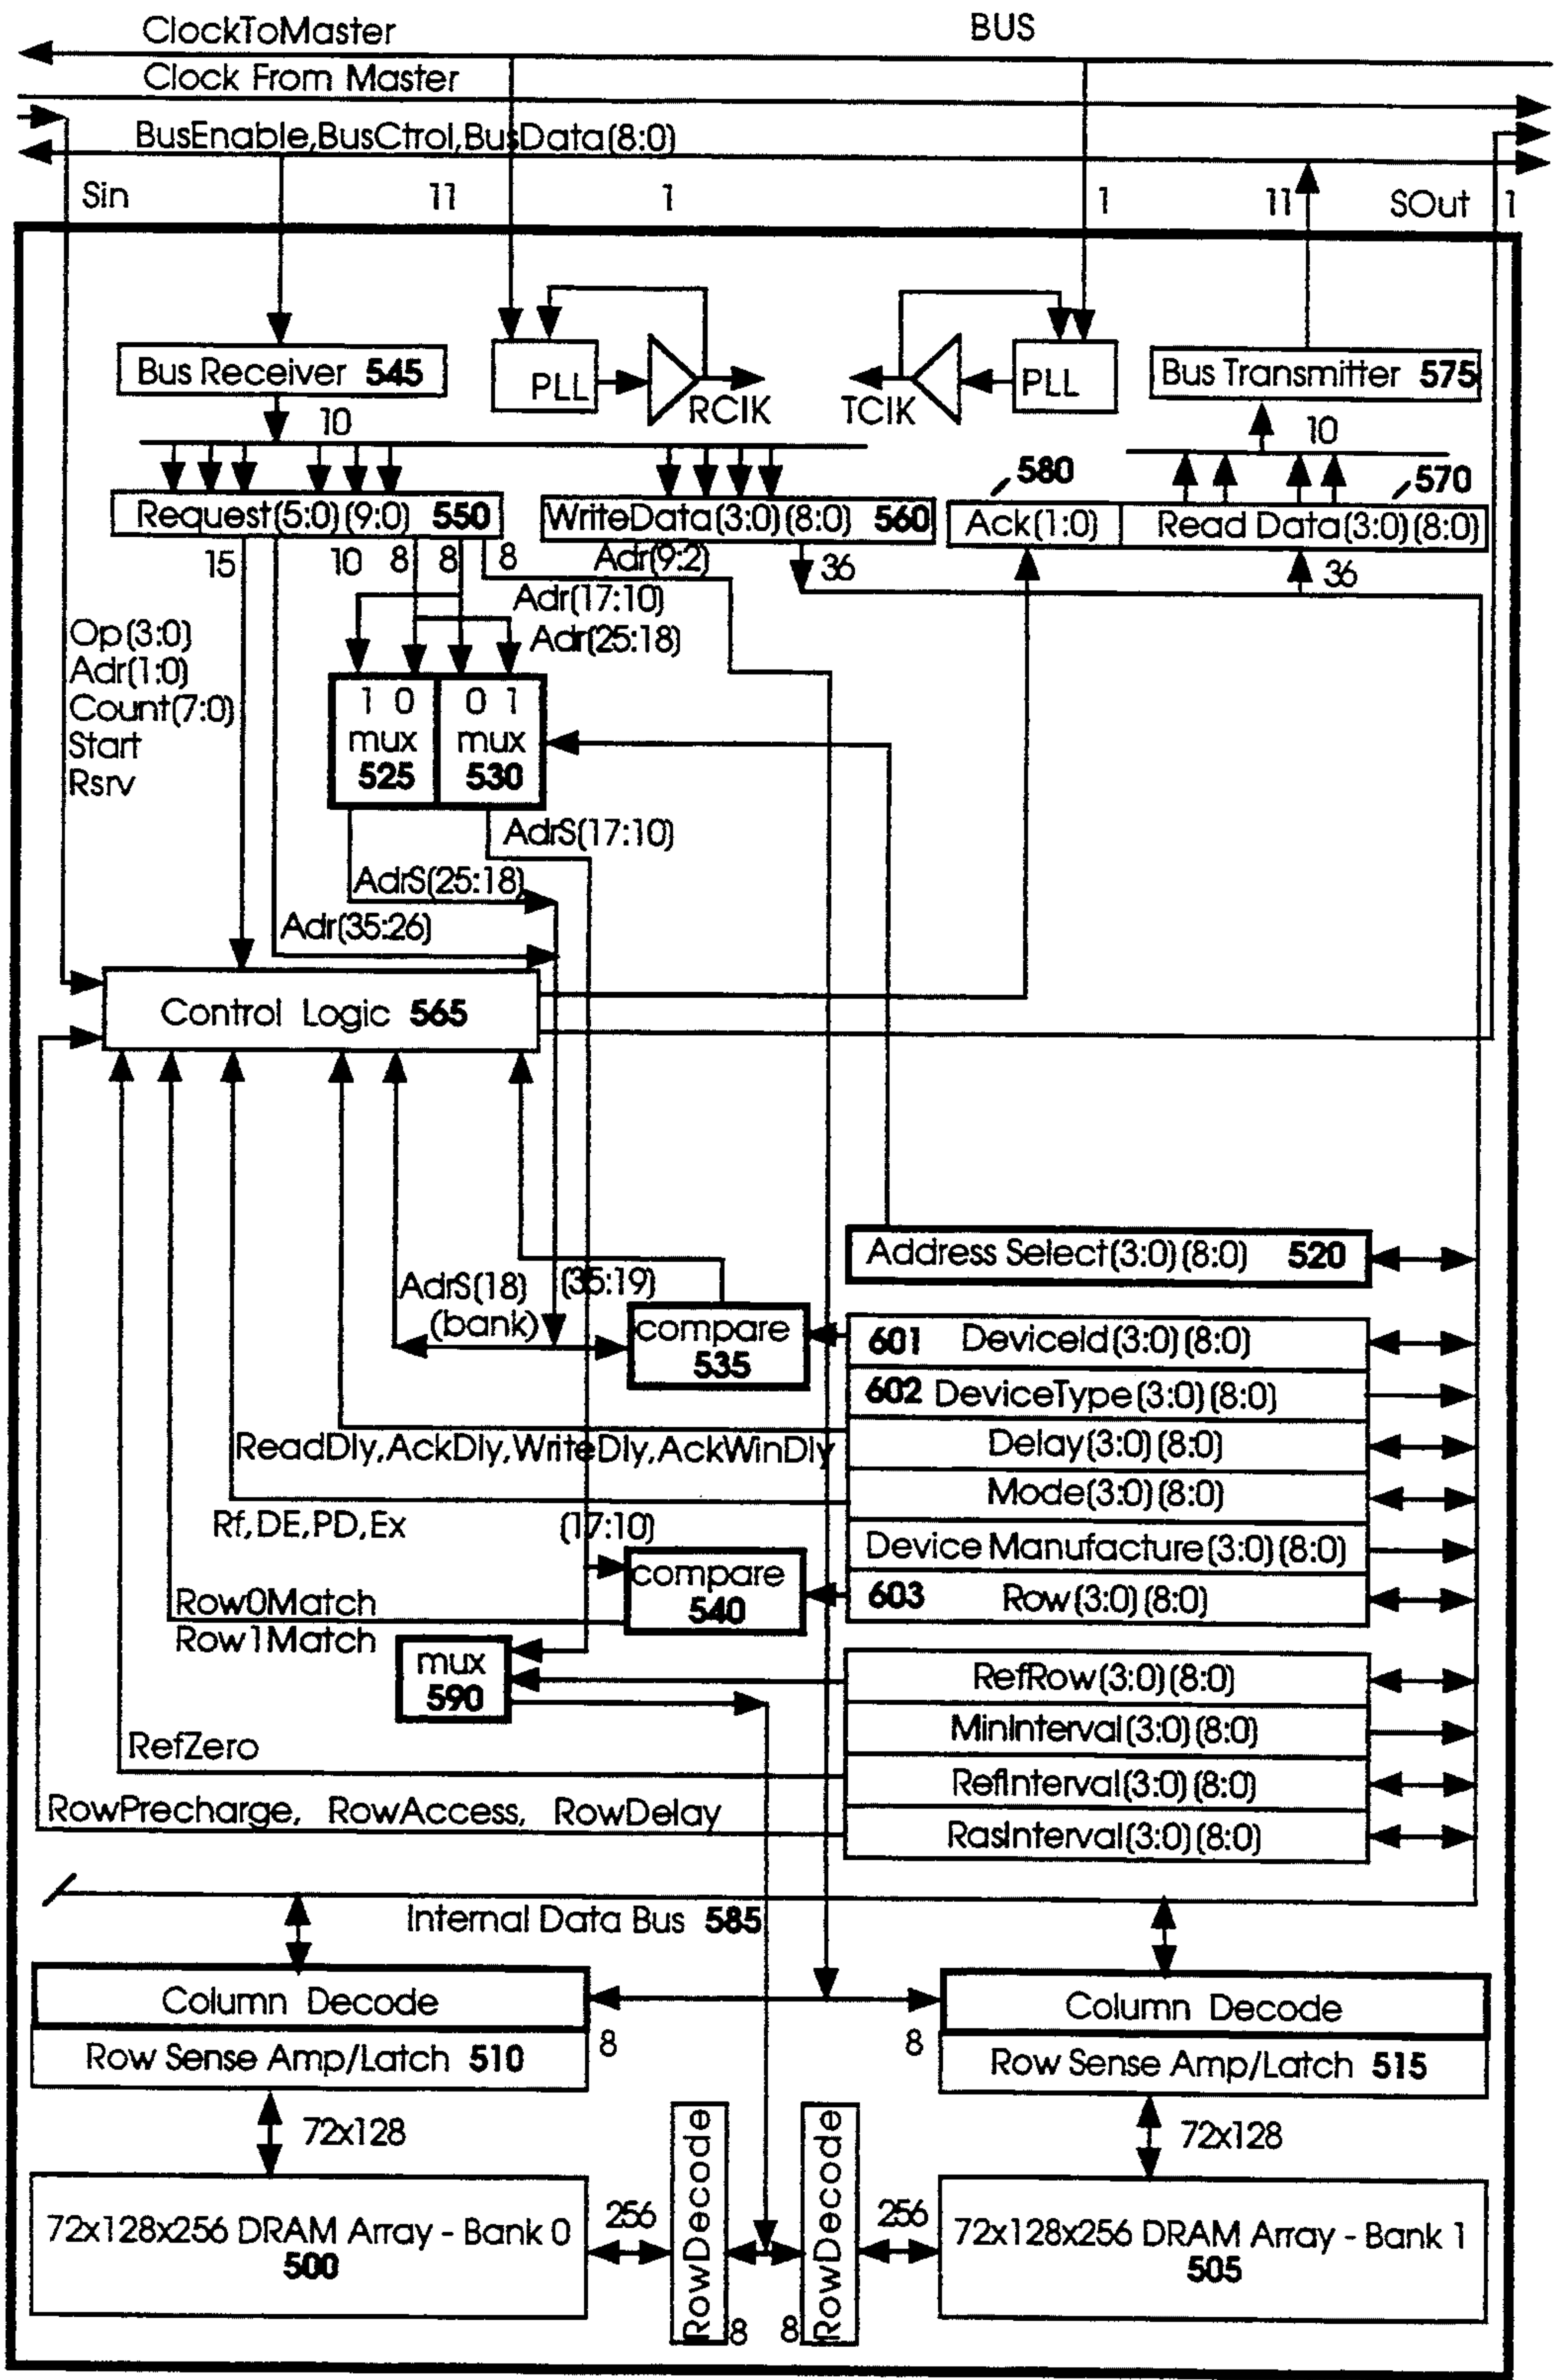 ClockToMaster BUS
Clock From Master
BusEnable,BusCtrol,BusData(8:0)
Sin 11 1 1 11 SOut 1
Bus Receiver 545
PLL
RClK
TClK
PLL
Bus Transmitter 575
10
10
580
570
Request(5:0)(9:0) 550
WriteData(3:0)(8:0) 560
Ack(1:0)
Read Data(3:0)(8:0)
15 10 8 8 8
Adr(9:2)
36
36
Adr(17:10)
Adr(25:18)
Op(3:0)
Adr(1:0)
Count(7:0)
Start
Rsrv
1 0
mux
525
0 1
mux
530
AdrS(17:10)
AdrS(25:18)
Adr(35:26)
Control Logic 565
Address Select(3:0)(8:0) 520
AdrS(18)
(bank)
(35:19)
compare
535
601 DeviceId(3:0)(8:0)
602 DeviceType(3:0)(8:0)
Delay(3:0)(8:0)
ReadDly,AckDly,WriteDly,AckWinDly
Mode(3:0)(8:0)
Rf,DE,PD,Ex
(17:10)
Device Manufacture(3:0)(8:0)
compare
540
603 Row(3:0)(8:0)
Row0Match
Row1Match
mux
590
RefRow(3:0)(8:0)
MinInterval(3:0)(8:0)
RefZero
RefInterval(3:0)(8:0)
RowPrecharge, RowAccess, RowDelay
RasInterval(3:0)(8:0)
Internal Data Bus 585
Column Decode
Column Decode
8
8
Row Sense Amp/Latch 510
Row Sense Amp/Latch 515
72x128
72x128
RowDecode
RowDecode
72x128x256 DRAM Array - Bank 0
500
256
256
72x128x256 DRAM Array - Bank 1
505
8
8